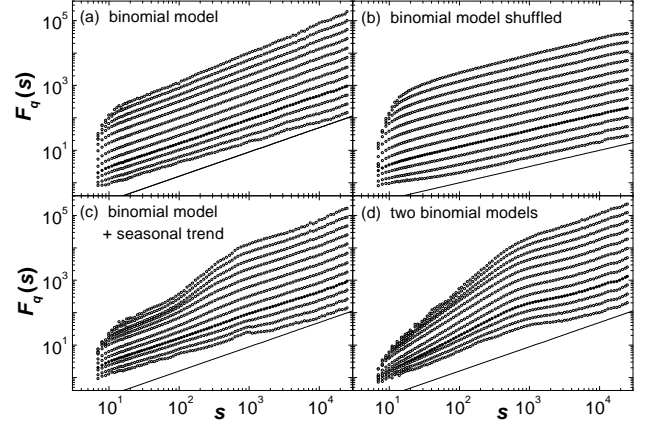 (a) binomial model
(b) binomial model shuffled
10^5
10^3
10^1
F_q(s)
(c) binomial model
+ seasonal trend
(d) two binomial models
10^5
10^3
10^1
F_q(s)
10^1 10^2 10^3 10^4
10^1 10^2 10^3 10^4
s
s